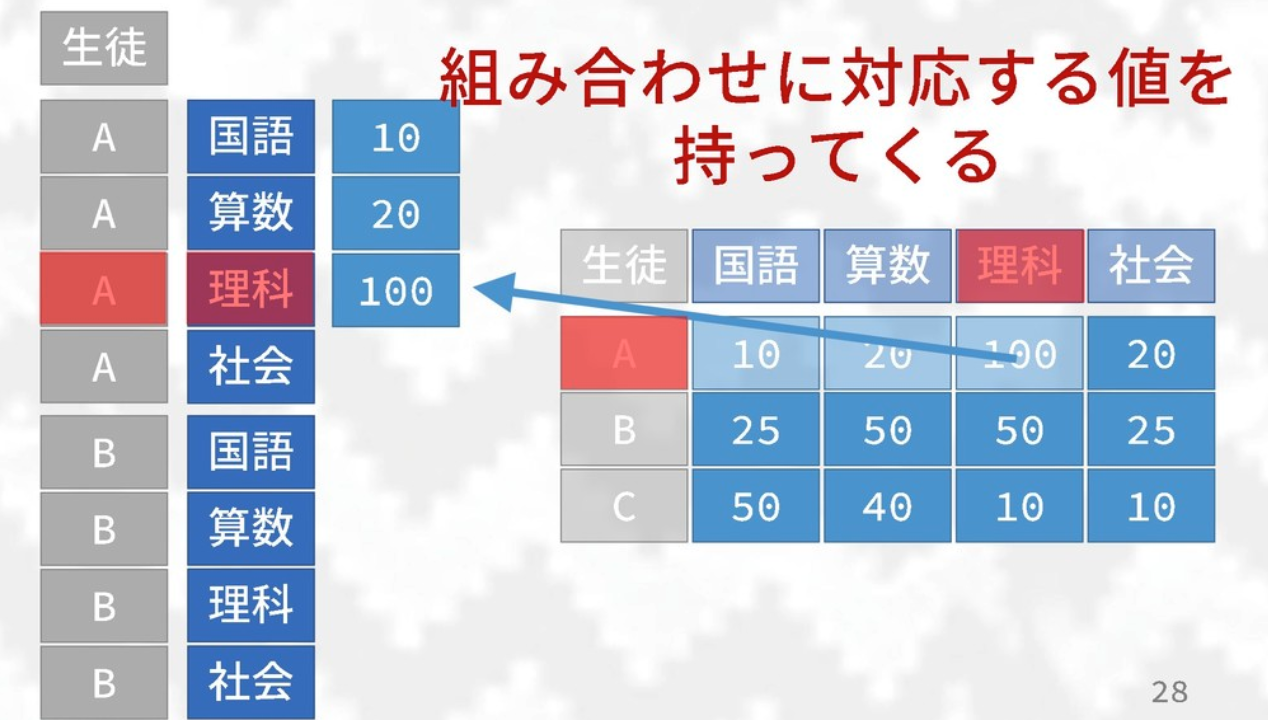 組み合わせに対応する値を
持ってくる
生徒
A 国語 10
A 算数 20
A 理科 100
A 社会
B 国語
B 算数
B 理科
B 社会
生徒 国語 算数 理科 社会
A 10 20 100 20
B 25 50 50 25
C 50 40 10 10
28